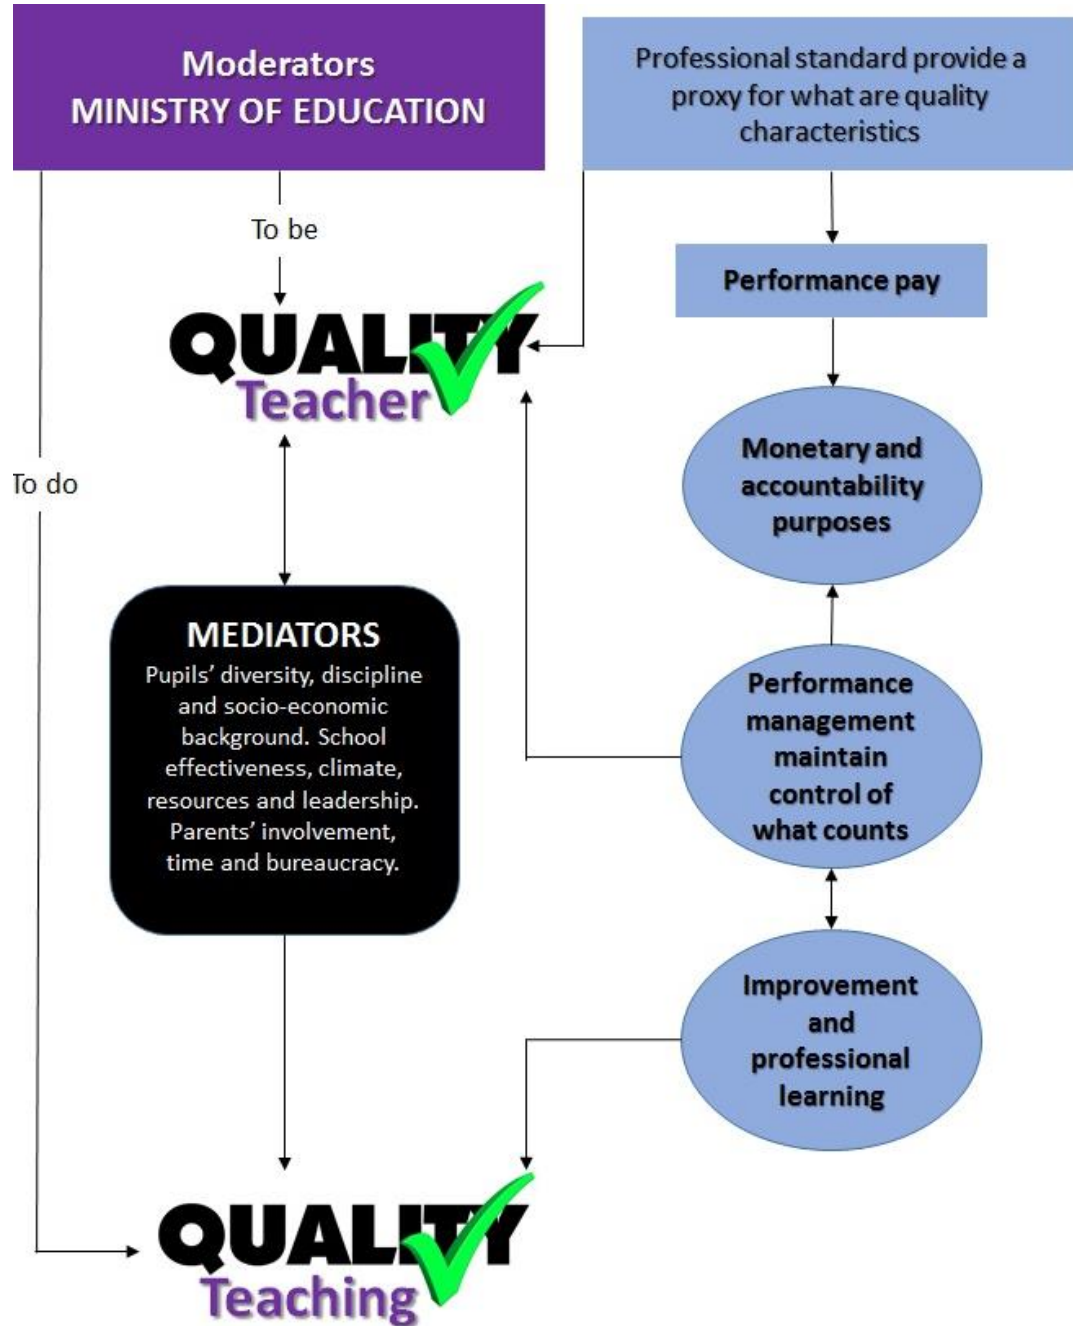 Moderators
MINISTRY OF EDUCATION
Professional standard provide a
proxy for what are quality
characteristics
To be
Performance pay
QUALITY
Teacher
Monetary and
accountability
purposes
To do
MEDIATORS
Pupils' diversity, discipline
and socio-economic
background. School
effectiveness, climate,
resources and leadership.
Parents' involvement,
time and bureaucracy.
Performance
management
maintain
control of
what counts
Improvement
and
professional
learning
QUALITY
Teaching